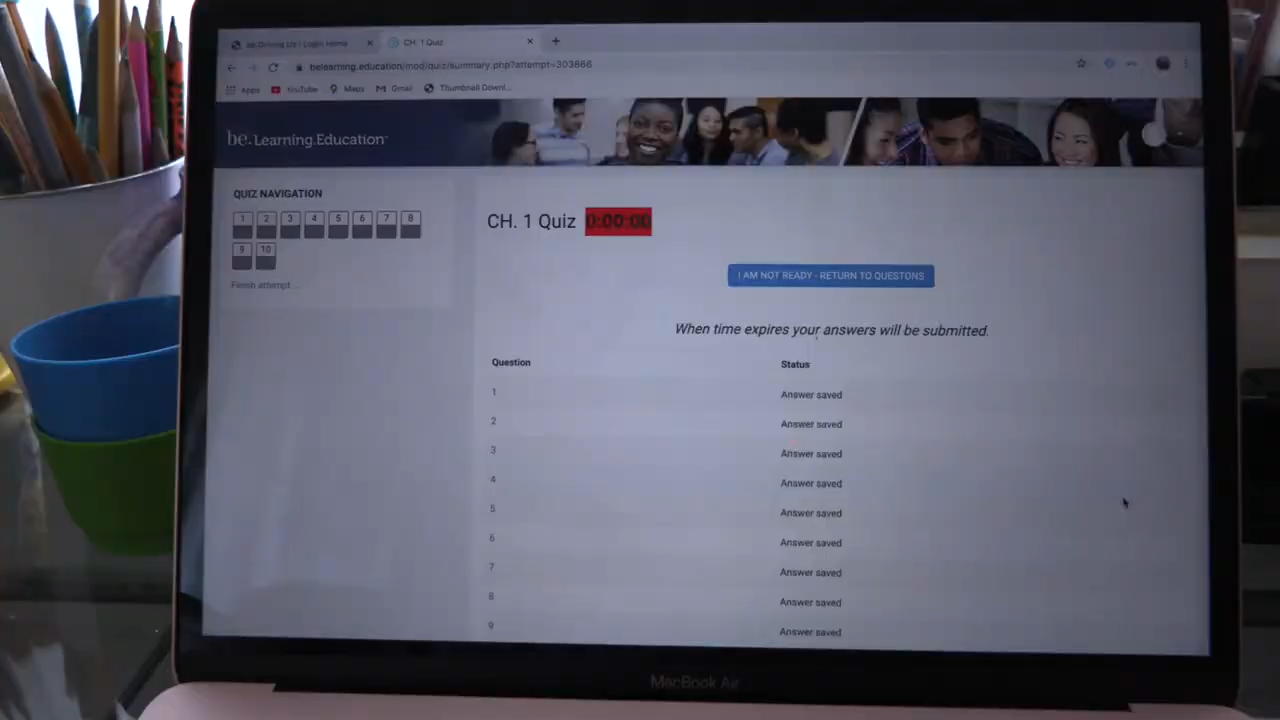 be.Driving Us | Login Home
CH. 1 Quiz
belearning.education/mod/quiz/summary.php?attempt=303866
Apps YouTube Maps Gmail Thumbnail Downl...
be.Learning.Education
QUIZ NAVIGATION
1 2 3 4 5 6 7 8
9 10
Finish attempt ...
CH. 1 Quiz 0:00:00
I AM NOT READY - RETURN TO QUESTONS
When time expires your answers will be submitted.
Question Status
1 Answer saved
2 Answer saved
3 Answer saved
4 Answer saved
5 Answer saved
6 Answer saved
7 Answer saved
8 Answer saved
9 Answer saved
MacBook Air